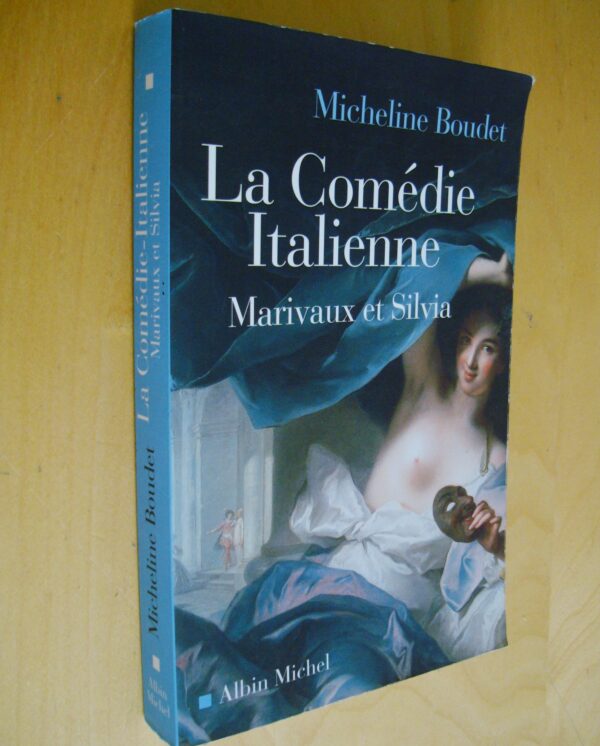 Micheline Boudet
La Comédie
Italienne
Marivaux et Silvia
Albin Michel
La Comédie-Italienne
Marivaux et Silvia
Micheline Boudet
Albin
Michel